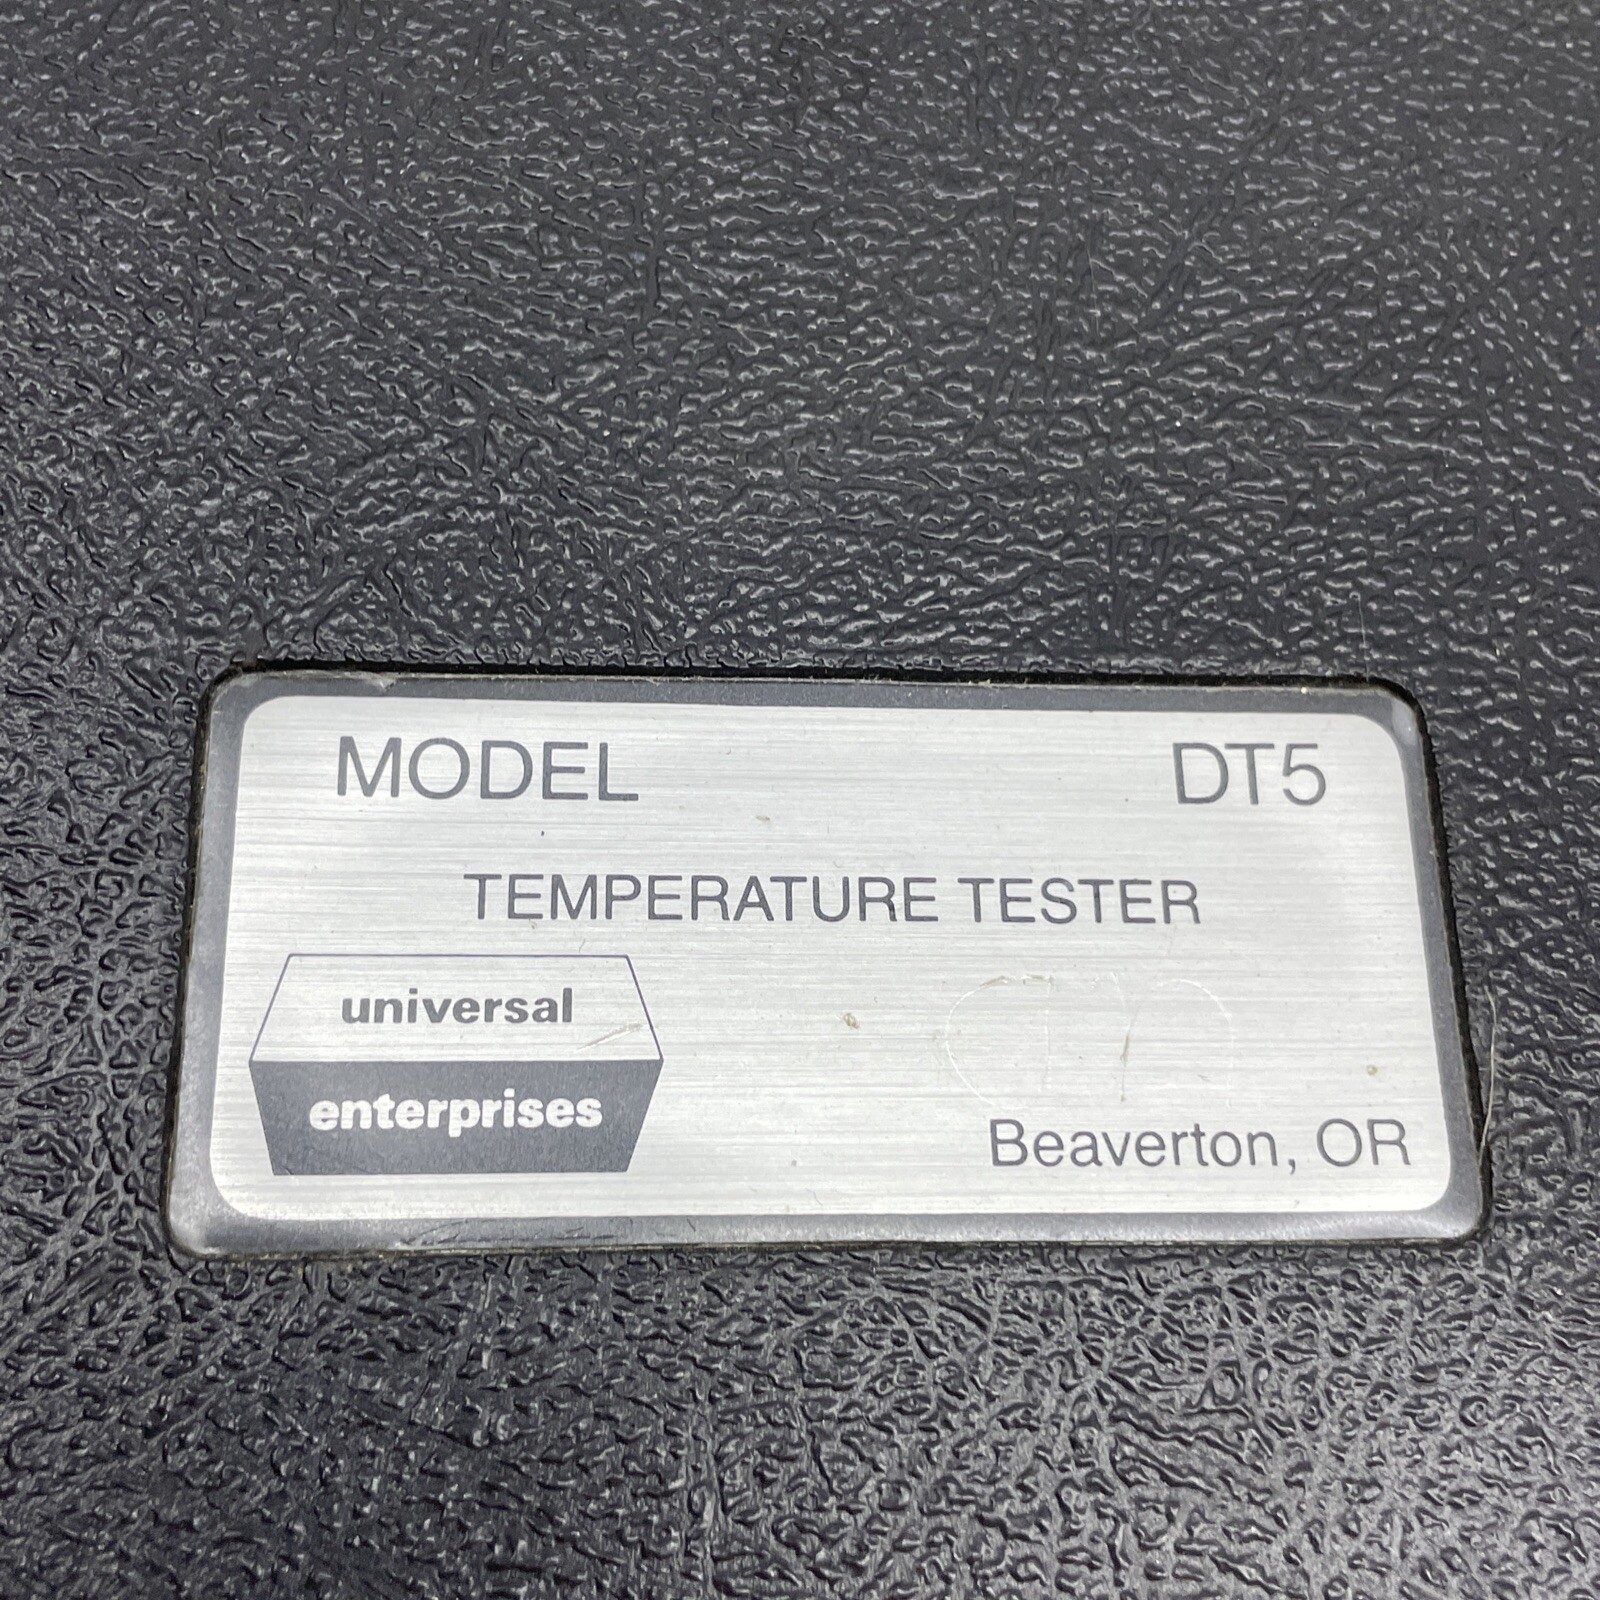 MODEL DT5
TEMPERATURE TESTER
universal
enterprises
Beaverton, OR